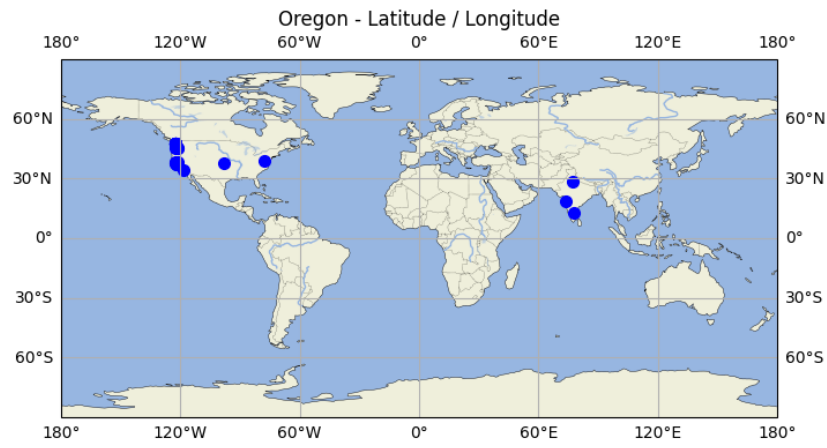 Oregon - Latitude / Longitude
180° 120°W 60°W 0° 60°E 120°E 180°
60°N 60°N
30°N 30°N
0° 0°
30°S 30°S
60°S 60°S
180° 120°W 60°W 0° 60°E 120°E 180°